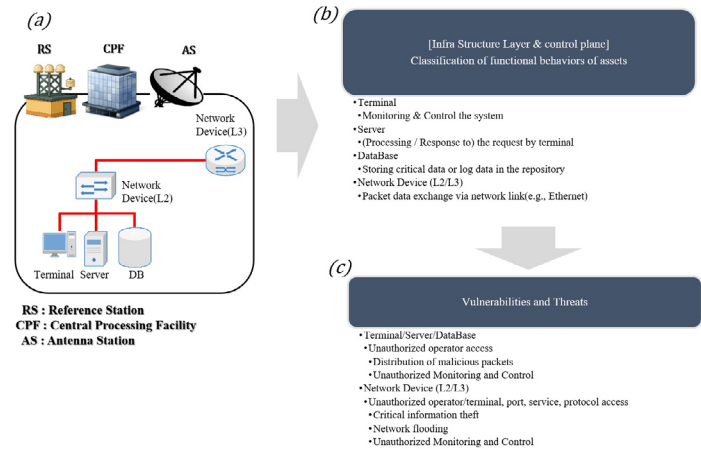 (a)
RS CPF AS
Network
Device(L3)
Network
Device(L2)
Terminal Server DB
RS : Reference Station
CPF : Central Processing Facility
AS : Antenna Station
(b)
[Infra Structure Layer & control plane]
Classification of functional behaviors of assets
•Terminal
•Monitoring & Control the system
•Server
•(Processing / Response to) the request by terminal
•DataBase
•Storing critical data or log data in the repository
•Network Device (L2/L3)
•Packet data exchange via network link(e.g., Ethernet)
(c)
Vulnerabilities and Threats
•Terminal/Server/DataBase
•Unauthorized operator access
•Distribution of malicious packets
•Unauthorized Monitoring and Control
•Network Device (L2/L3)
•Unauthorized operator/terminal, port, service, protocol access
•Critical information theft
•Network flooding
•Unauthorized Monitoring and Control